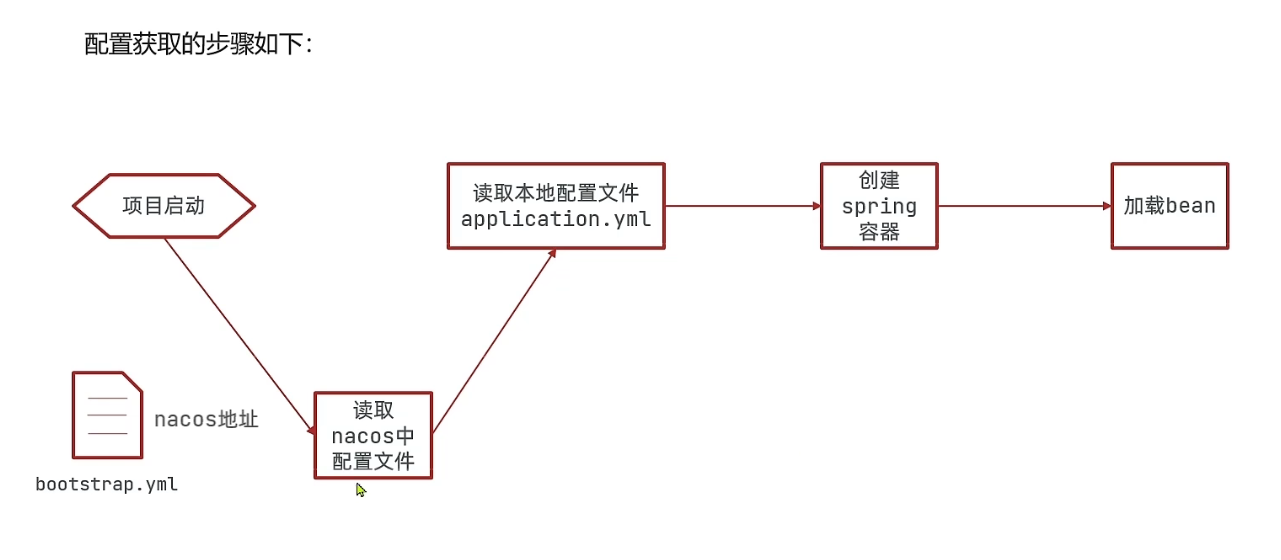 配置获取的步骤如下：
项目启动
读取本地配置文件
application.yml
创建
spring
容器
加载bean
nacos地址
bootstrap.yml
读取
nacos中
配置文件